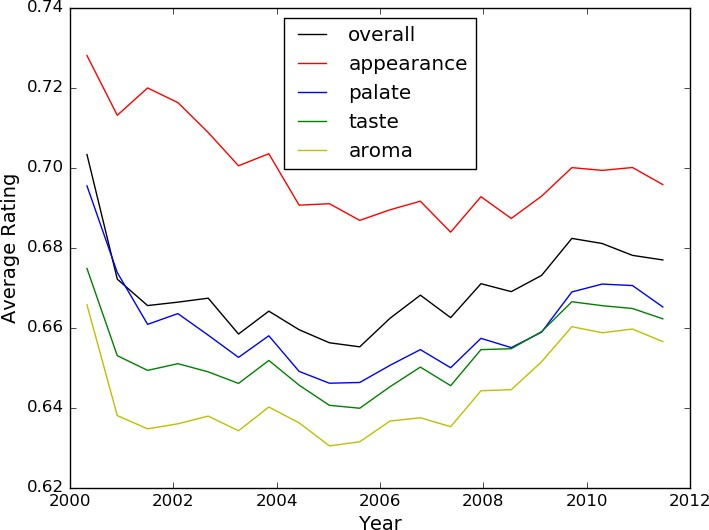 0.74
0.72
0.70
0.68
0.66
0.64
0.62
Average Rating
overall
appearance
palate
taste
aroma
2000 2002 2004 2006 2008 2010 2012
Year